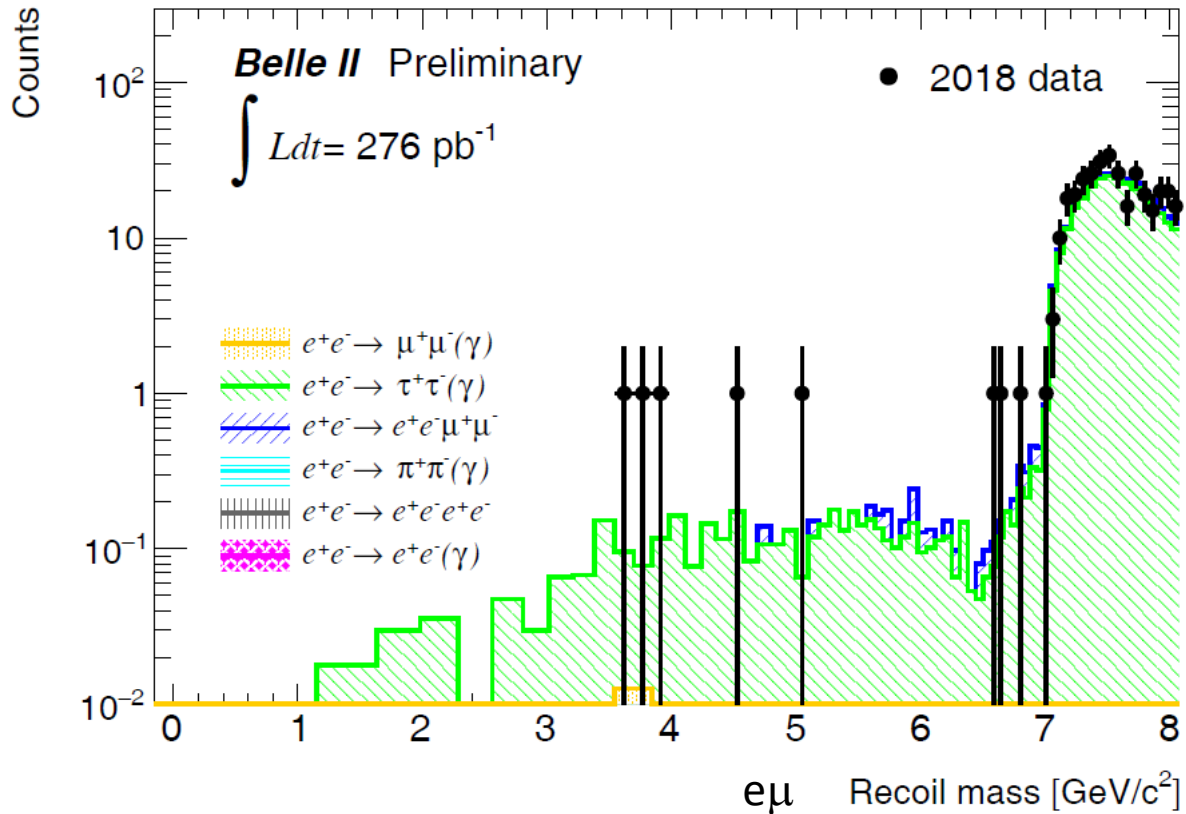 Counts
Belle II Preliminary
∫ Ldt= 276 pb⁻¹
2018 data
10²
10
1
10⁻¹
10⁻²
e⁺e⁻→ μ⁺μ⁻(γ)
e⁺e⁻→ τ⁺τ⁻(γ)
e⁺e⁻→ e⁺e⁻μ⁺μ⁻
e⁺e⁻→ π⁺π⁻(γ)
e⁺e⁻→ e⁺e⁻e⁺e⁻
e⁺e⁻→ e⁺e⁻(γ)
0 1 2 3 4 5 6 7 8
eμ Recoil mass [GeV/c²]